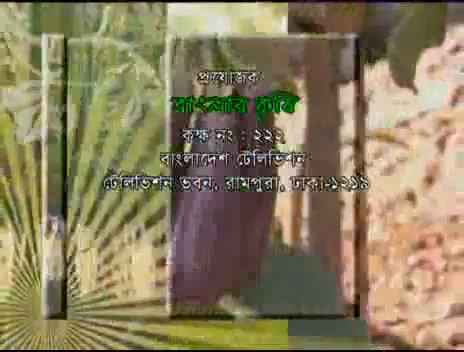 প্রযোজক
বাংলার কৃষি
কক্ষ নং : ২২২
বাংলাদেশ টেলিভিশন
টেলিভিশন ভবন, রামপুরা, ঢাকা-১২১৯